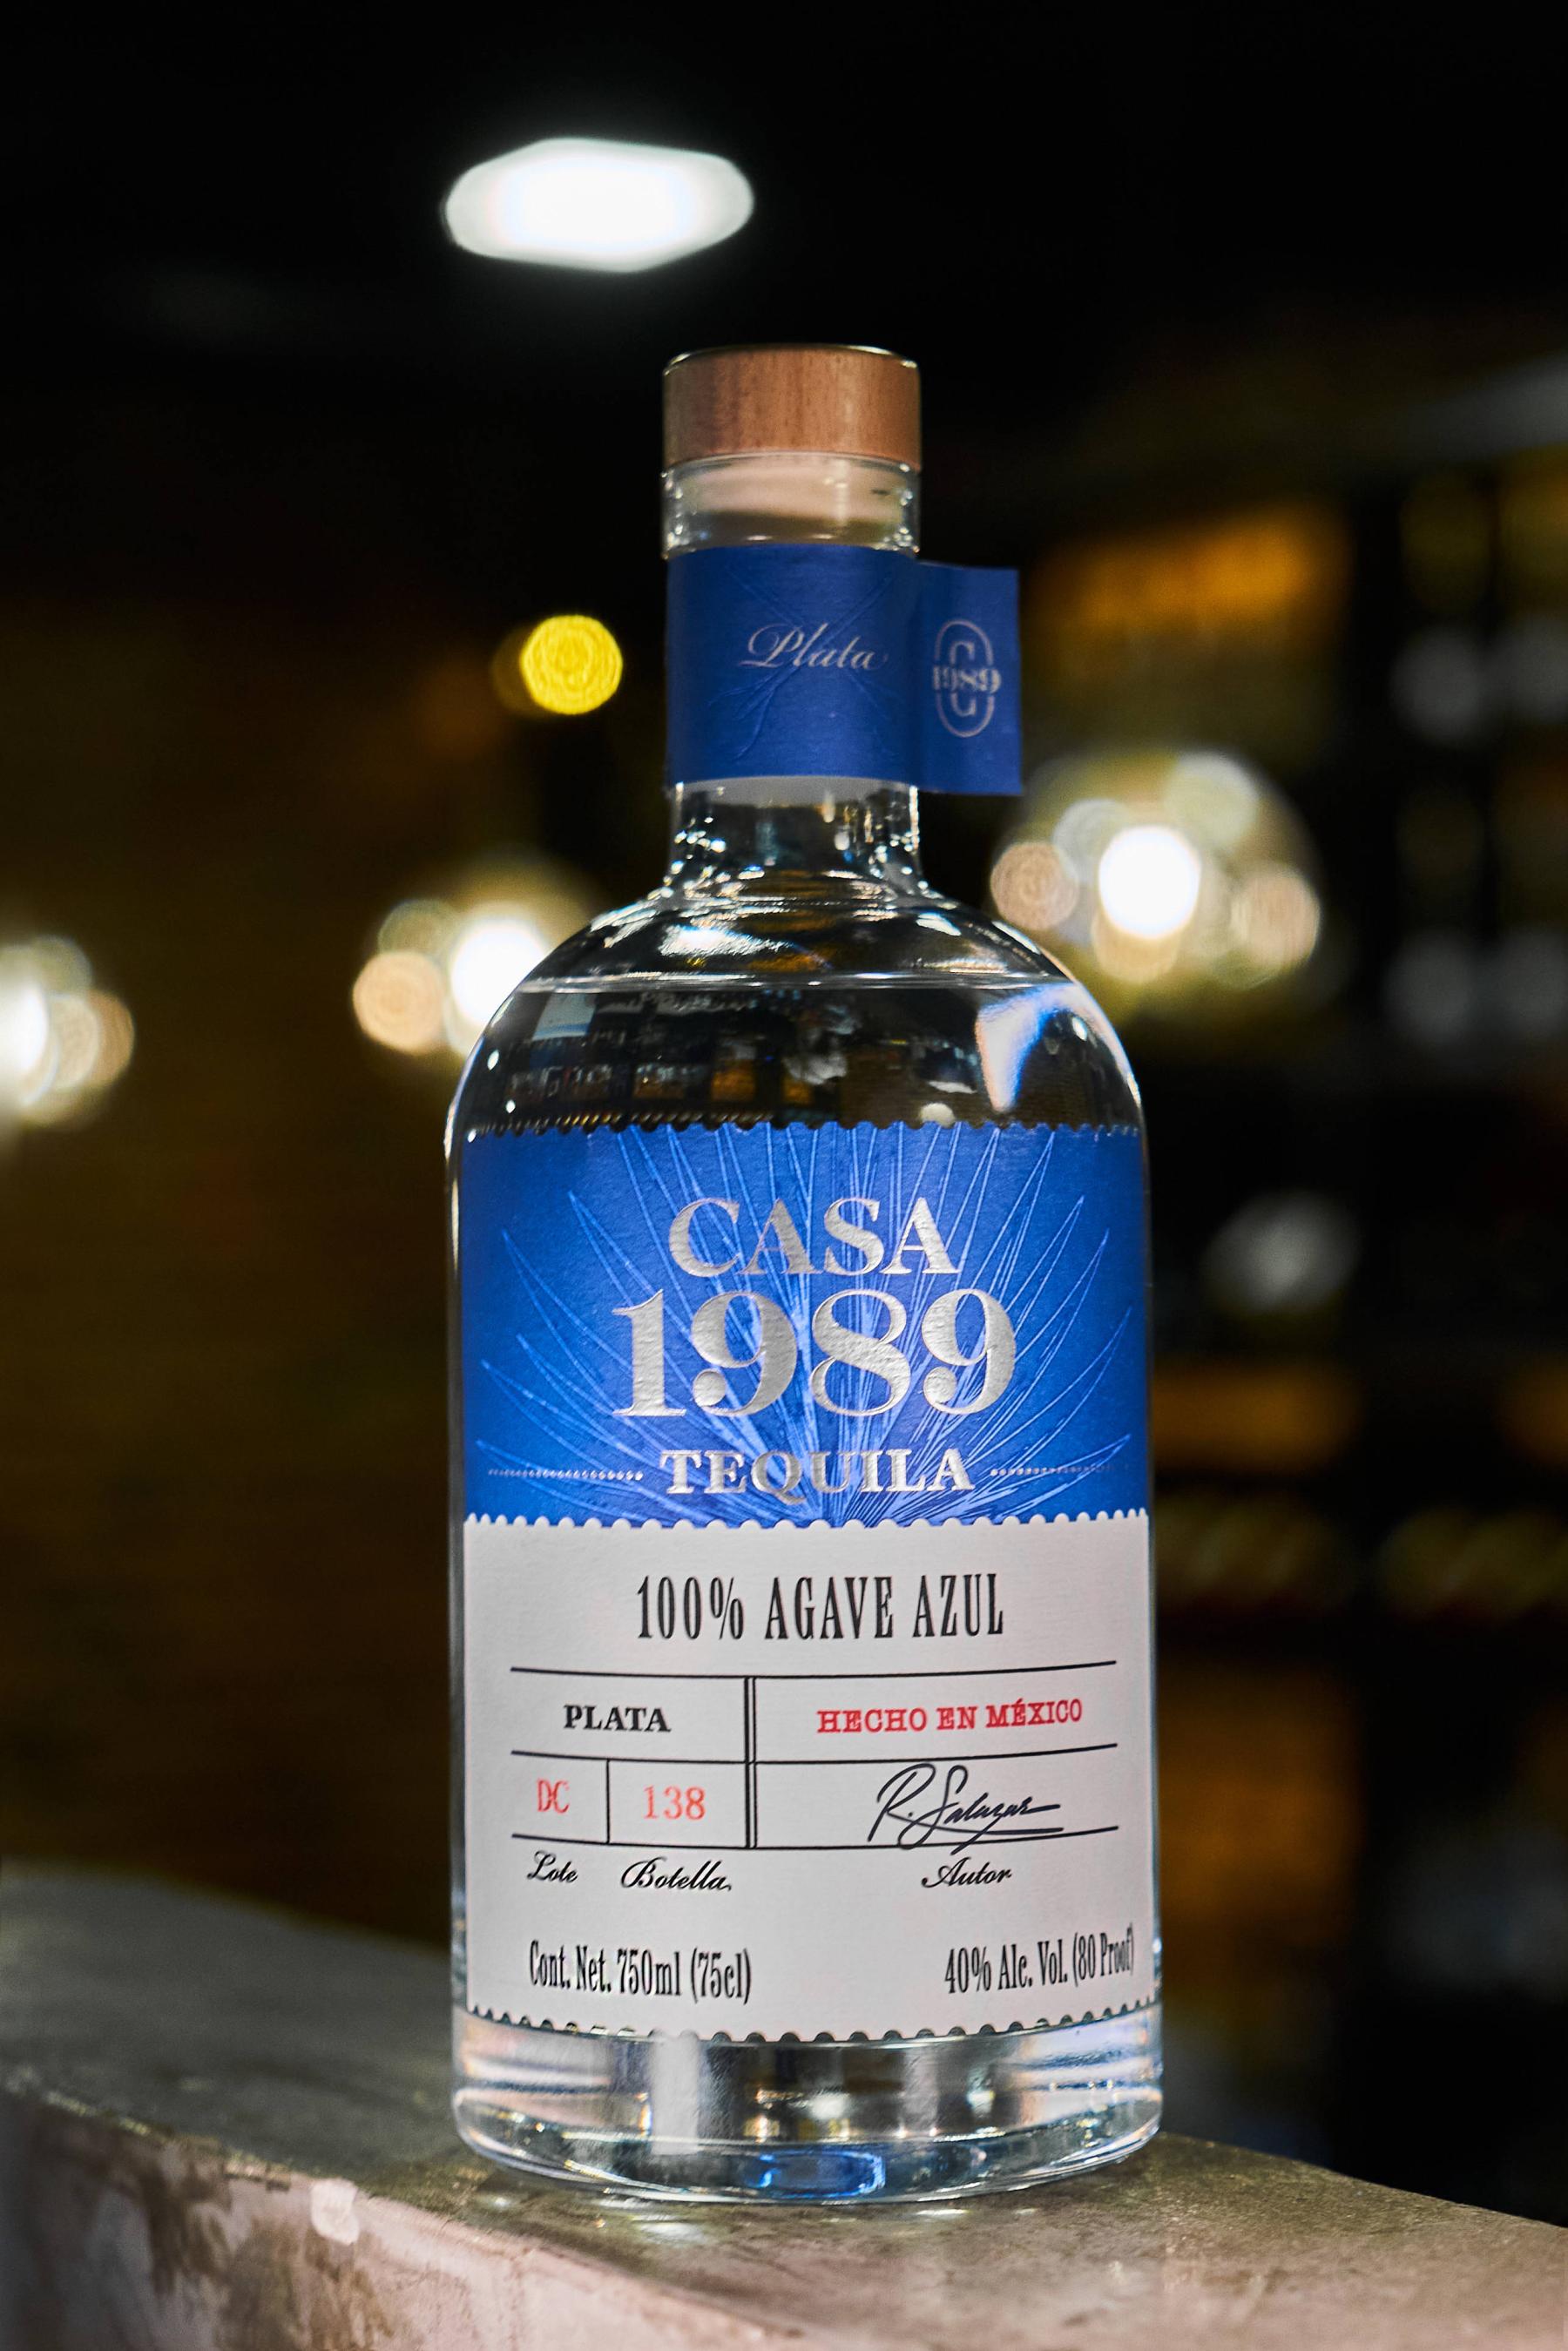 Plata
C
1989
CASA
1989
TEQUILA
100% AGAVE AZUL
PLATA
HECHO EN MÉXICO
DC
138
R. Salazar
Lote
Botella
Autor
Cont. Net. 750ml (75cl)
40% Alc. Vol. (80 Proof)